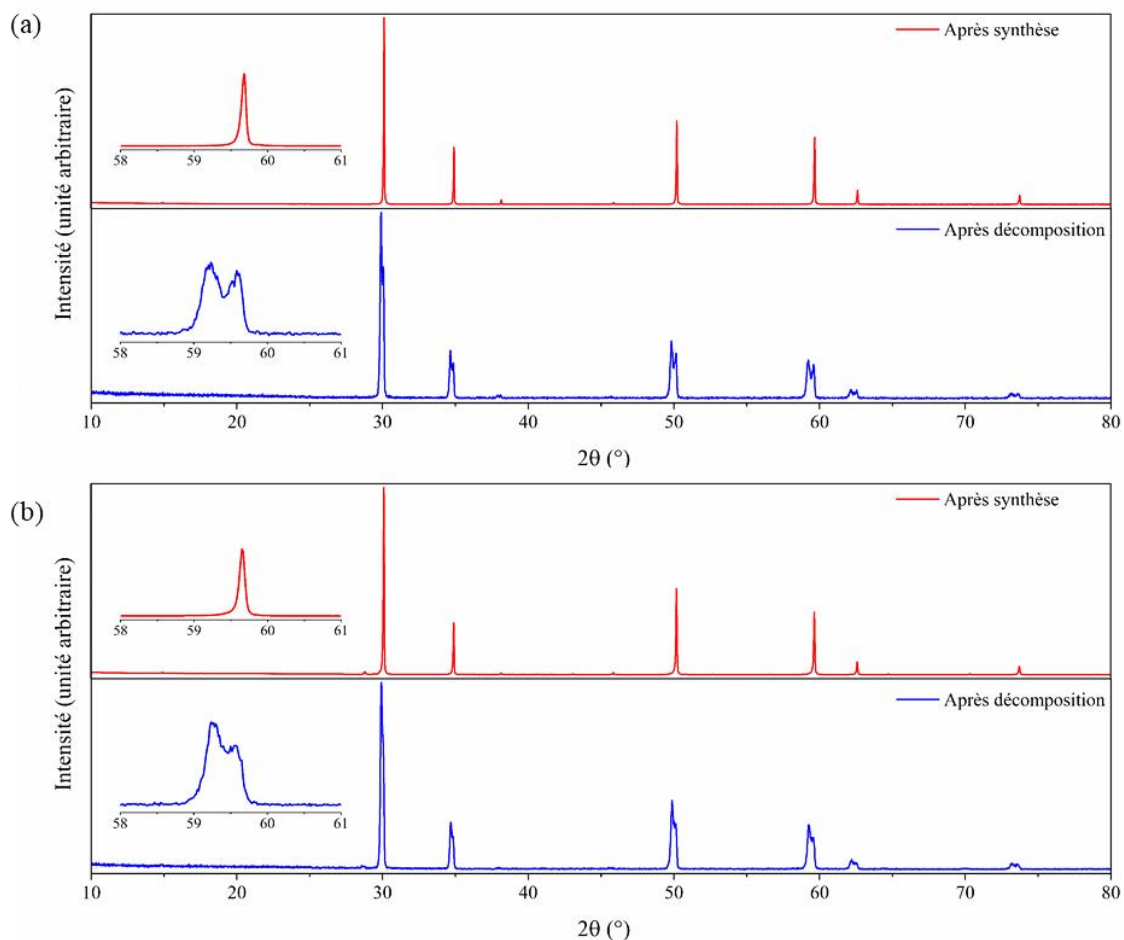 (a)
Intensité (unité arbitraire)
Après synthèse
58 59 60 61
Après décomposition
58 59 60 61
10 20 30 40 50 60 70 80
2θ (°)
(b)
Intensité (unité arbitraire)
Après synthèse
58 59 60 61
Après décomposition
58 59 60 61
10 20 30 40 50 60 70 80
2θ (°)